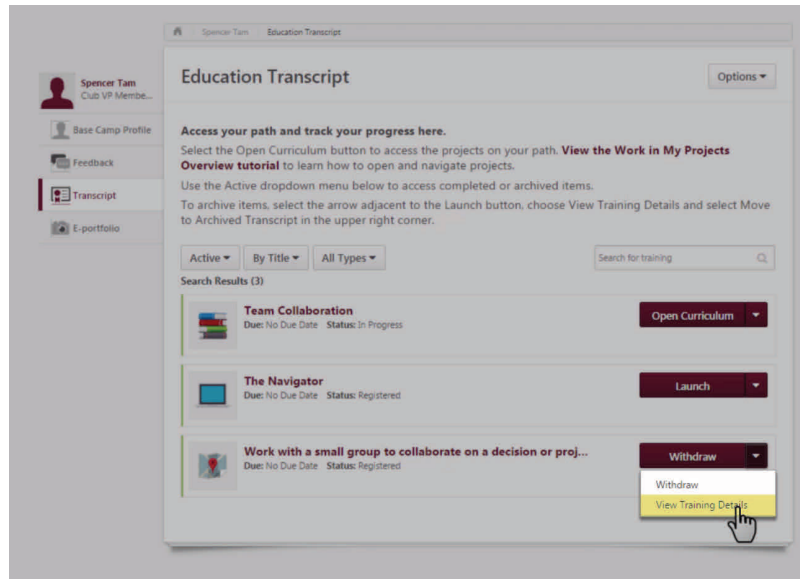 Spencer Tam Education Transcript
Spencer Tam
Club VP Membe...
Base Camp Profile
Feedback
Transcript
E-portfolio
Education Transcript
Options
Access your path and track your progress here.
Select the Open Curriculum button to access the projects on your path. View the Work in My Projects
Overview tutorial to learn how to open and navigate projects.
Use the Active dropdown menu below to access completed or archived items.
To archive items, select the arrow adjacent to the Launch button, choose View Training Details and select Move
to Archived Transcript in the upper right corner.
Active By Title All Types Search for training
Search Results (3)
Team Collaboration
Due: No Due Date Status: In Progress
Open Curriculum
The Navigator
Due: No Due Date Status: Registered
Launch
Work with a small group to collaborate on a decision or proj...
Due: No Due Date Status: Registered
Withdraw
Withdraw
View Training Details